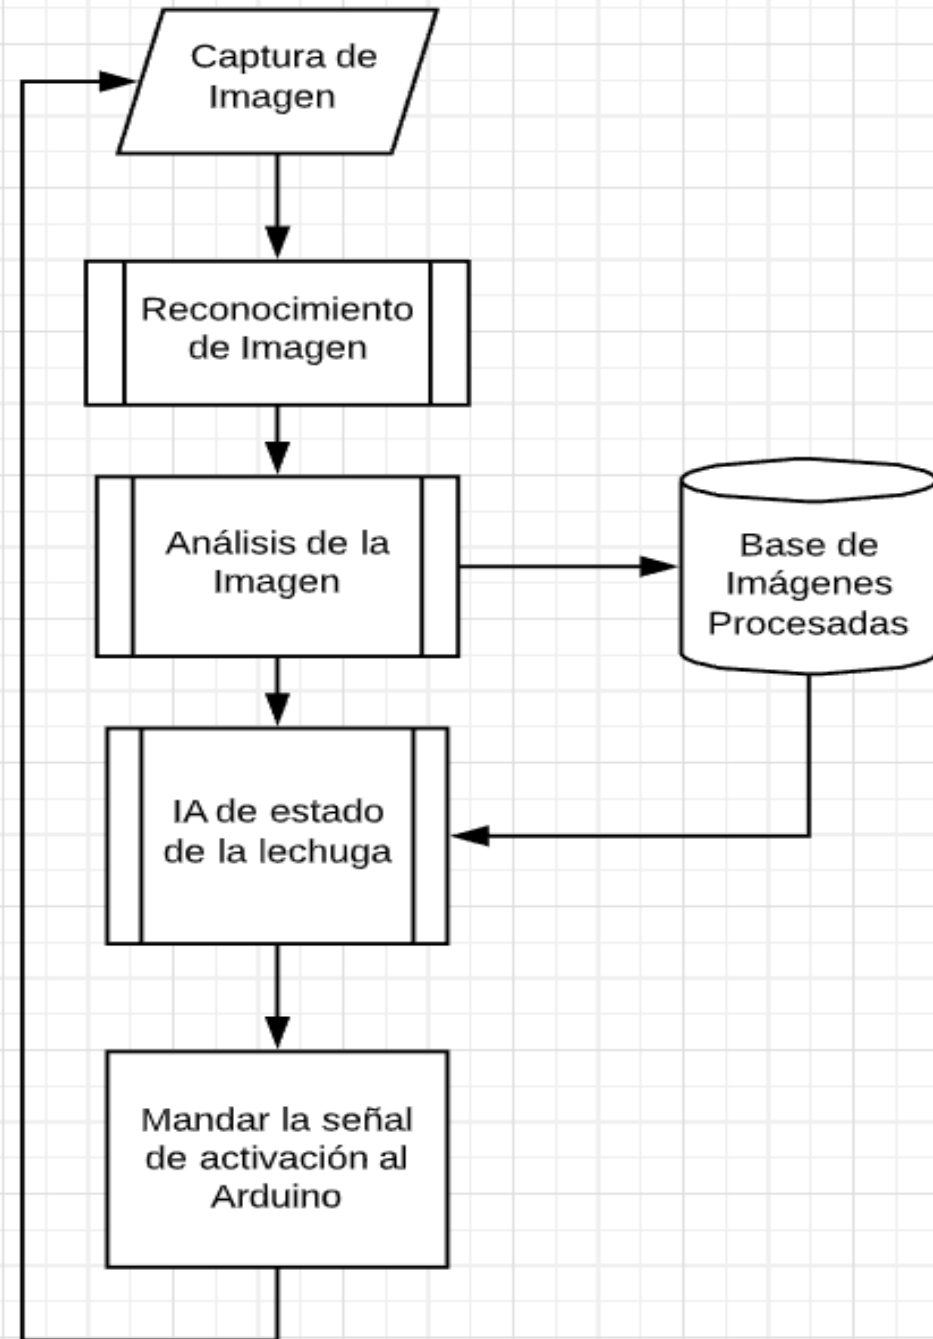 Captura de
Imagen
Reconocimiento
de Imagen
Análisis de la
Imagen
Base de
Imágenes
Procesadas
IA de estado
de la lechuga
Mandar la señal
de activación al
Arduino